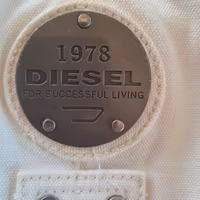 1978
DIESEL
FOR SUCCESSFUL LIVING